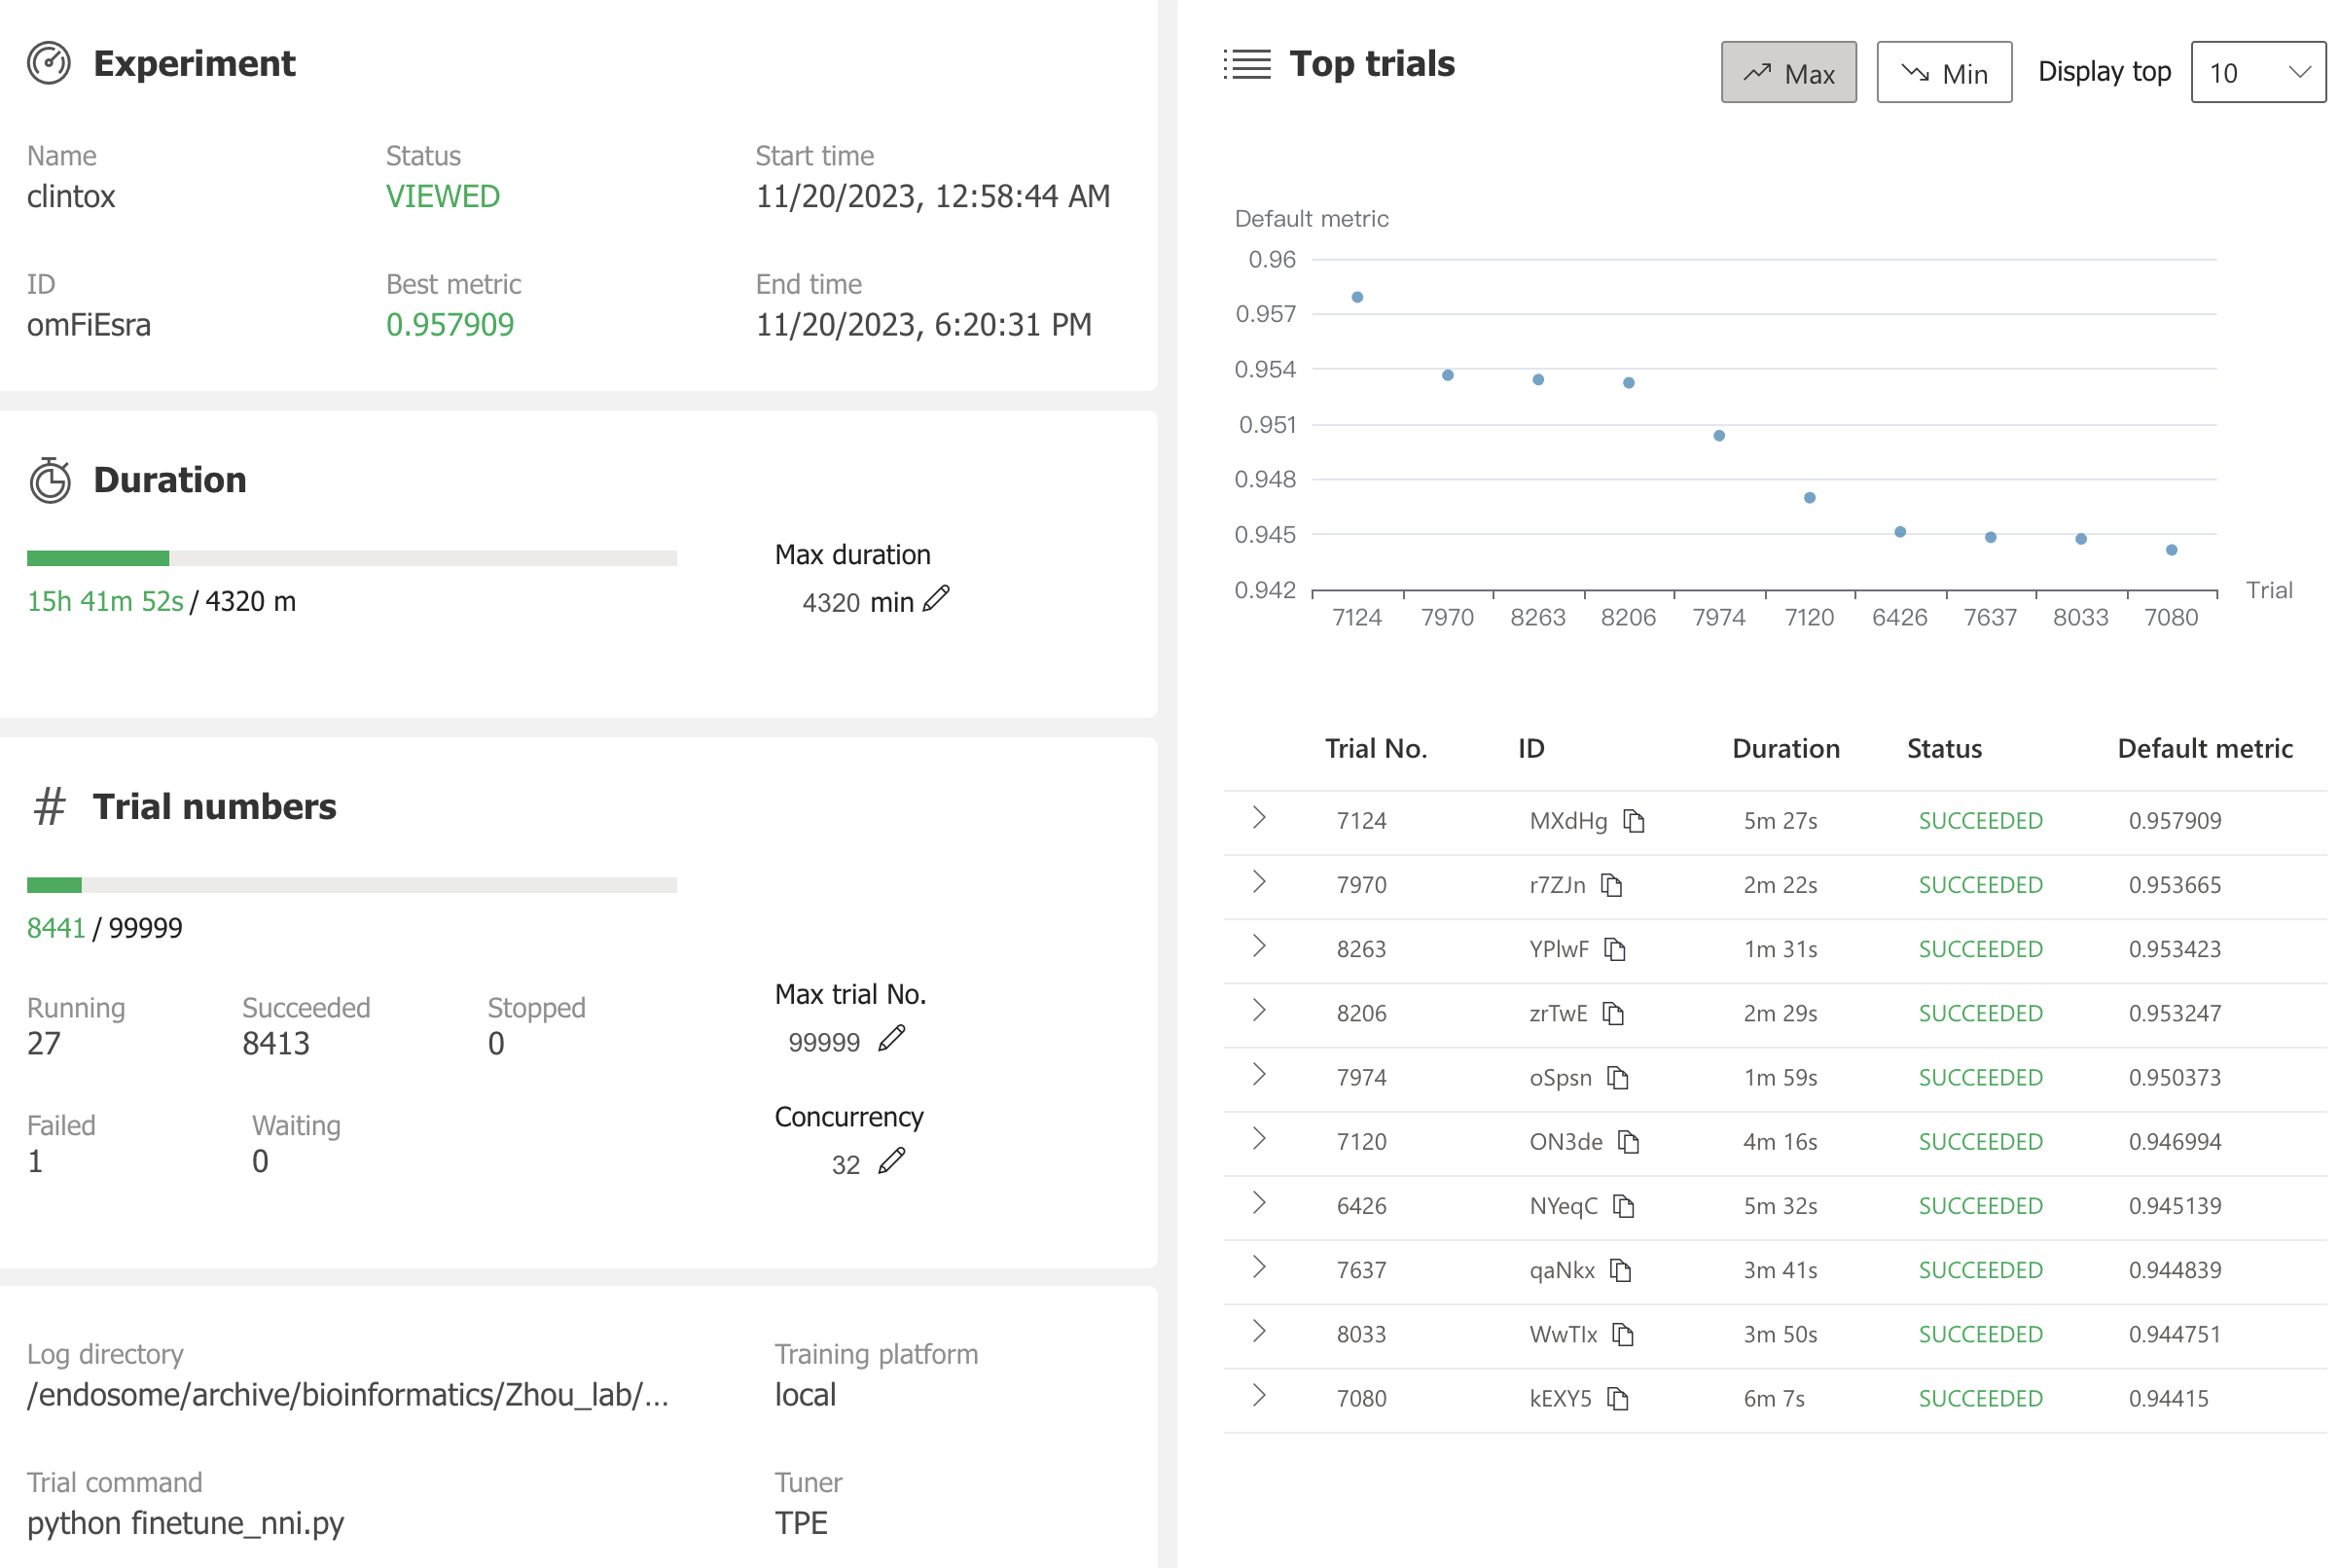 Experiment
Name
clintox
Status
VIEWED
Start time
11/20/2023, 12:58:44 AM
ID
omFiEsra
Best metric
0.957909
End time
11/20/2023, 6:20:31 PM
Duration
15h 41m 52s / 4320 m
Max duration
4320 min
# Trial numbers
8441 / 99999
Running
27
Succeeded
8413
Stopped
0
Max trial No.
99999
Failed
1
Waiting
0
Concurrency
32
Log directory
/endosome/archive/bioinformatics/Zhou_lab/...
Training platform
local
Trial command
python finetune_nni.py
Tuner
TPE
Top trials
Max
Min
Display top
10
Default metric
0.96
0.957
0.954
0.951
0.948
0.945
0.942
7124 7970 8263 8206 7974 7120 6426 7637 8033 7080
Trial
Trial No. ID Duration Status Default metric
7124 MXdHg 5m 27s SUCCEEDED 0.957909
7970 r7ZJn 2m 22s SUCCEEDED 0.953665
8263 YPlwF 1m 31s SUCCEEDED 0.953423
8206 zrTwE 2m 29s SUCCEEDED 0.953247
7974 oSpsn 1m 59s SUCCEEDED 0.950373
7120 ON3de 4m 16s SUCCEEDED 0.946994
6426 NYeqC 5m 32s SUCCEEDED 0.945139
7637 qaNkx 3m 41s SUCCEEDED 0.944839
8033 WwTIx 3m 50s SUCCEEDED 0.944751
7080 kEXY5 6m 7s SUCCEEDED 0.94415